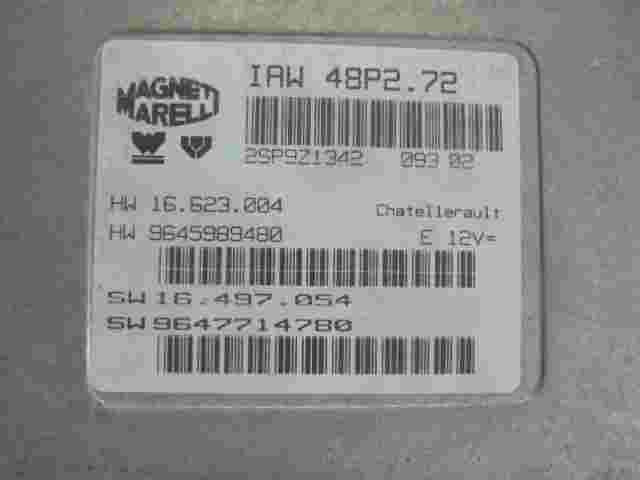 MAGNETI
MARELLI
IAW 48P2.72
2SP9Z1342 093 02
HW 16.623.004
Chatellerault
HW 9645989480
E 12V=
SW 16.497.054
SW 9647714780